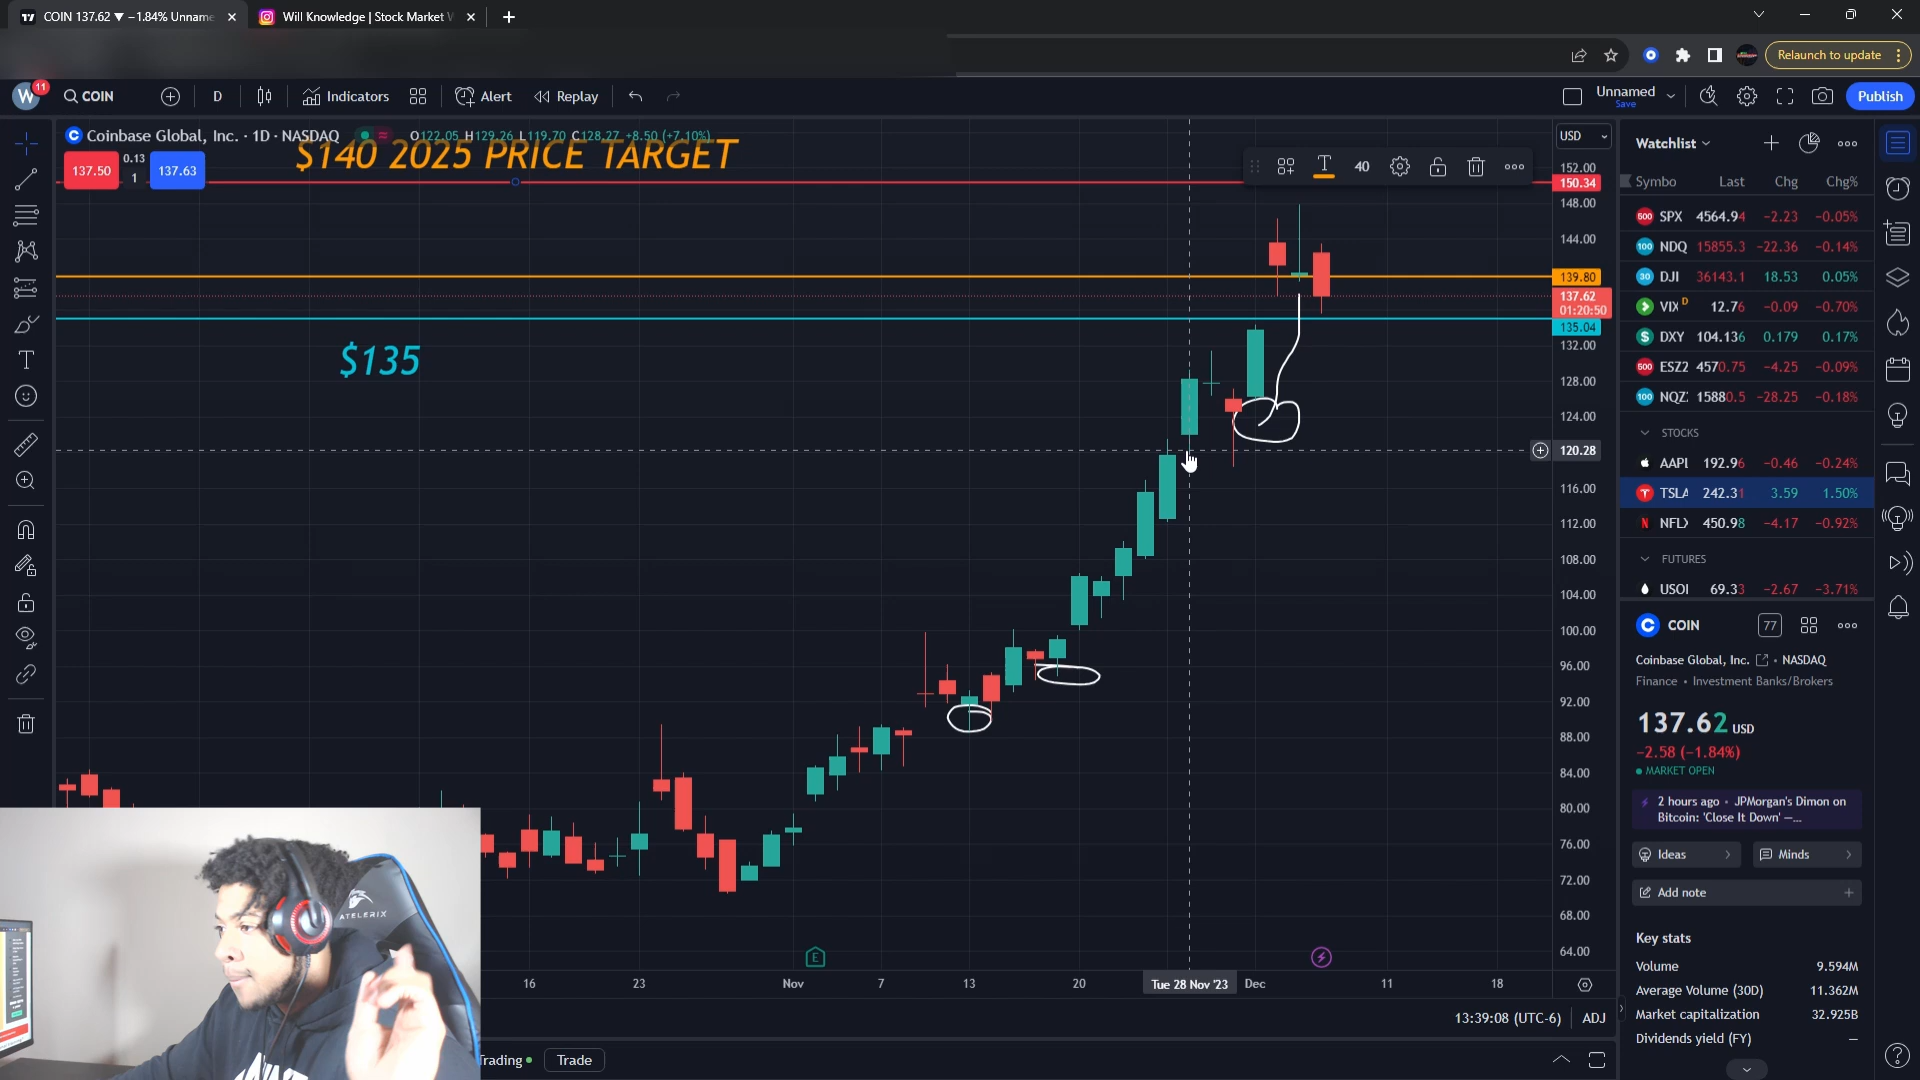 COIN 137.62 ▼ −1.84% Unname
Will Knowledge | Stock Market
Relaunch to update
W
11
COIN
D
Indicators
Alert
Replay
Unnamed
Save
Publish
Coinbase Global, Inc. · 1D · NASDAQ
O122.05 H129.26 L119.70 C128.27 +8.50 (+7.10%)
137.50
0.13
1
137.63
$140 2025 PRICE TARGET
$135
40
USD
152.00
150.34
148.00
144.00
139.80
137.62
01:20:50
135.04
132.00
128.00
124.00
120.28
116.00
112.00
108.00
104.00
100.00
96.00
92.00
88.00
84.00
80.00
76.00
72.00
68.00
64.00
E
16
23
Nov
7
13
20
Tue 28 Nov '23
Dec
11
18
13:39:08 (UTC-6)
ADJ
Trading
Trade
ATELERIX
Watchlist
Symbo Last Chg Chg%
SPX 4564.94 −2.23 −0.05%
NDQ 15855.3 −22.36 −0.14%
DJI 36143.1 18.53 0.05%
VIX D 12.76 −0.09 −0.70%
DXY 104.136 0.179 0.17%
ESZ2 4570.75 −4.25 −0.09%
NQZ: 15880.5 −28.25 −0.18%
STOCKS
AAPL 192.96 −0.46 −0.24%
TSLA 242.31 3.59 1.50%
NFLX 450.98 −4.17 −0.92%
FUTURES
USOI 69.33 −2.67 −3.71%
COIN
77
Coinbase Global, Inc. • NASDAQ
Finance • Investment Banks/Brokers
137.62 USD
−2.58 (−1.84%)
MARKET OPEN
2 hours ago • JPMorgan's Dimon on
Bitcoin: 'Close It Down' —...
Ideas
Minds
Add note
Key stats
Volume 9.594M
Average Volume (30D) 11.362M
Market capitalization 32.925B
Dividends yield (FY) —